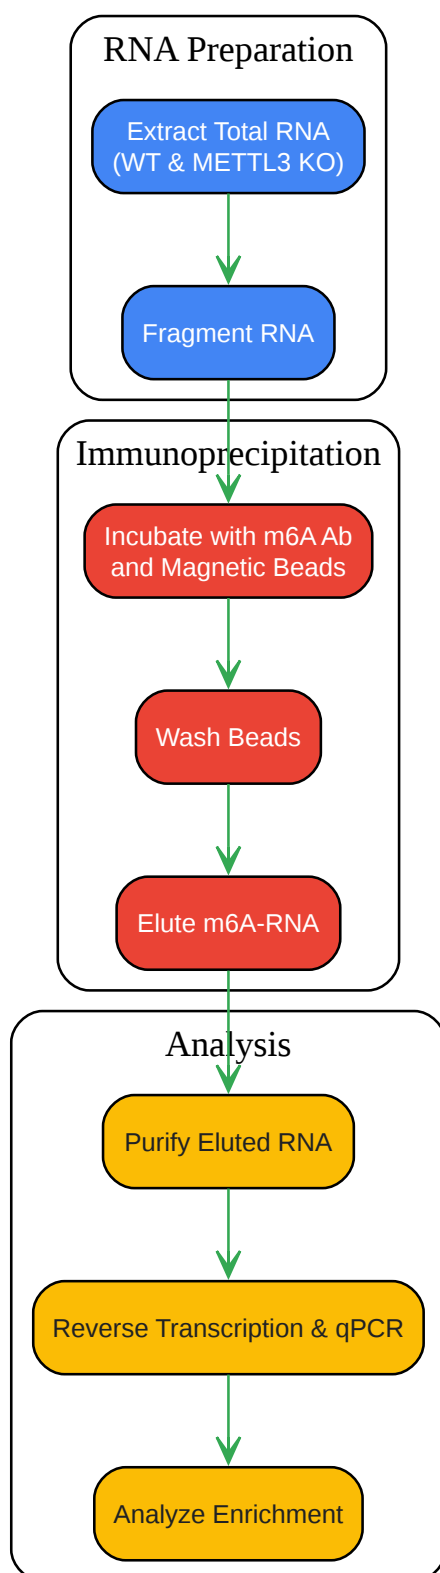 RNA Preparation
Extract Total RNA
(WT & METTL3 KO)
Fragment RNA
Immunoprecipitation
Incubate with m6A Ab
and Magnetic Beads
Wash Beads
Elute m6A-RNA
Analysis
Purify Eluted RNA
Reverse Transcription & qPCR
Analyze Enrichment